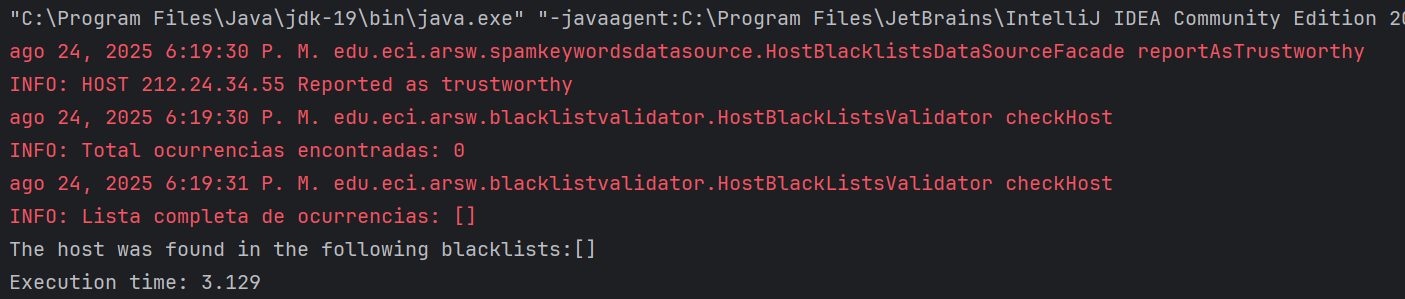 "C:\Program Files\Java\jdk-19\bin\java.exe" "-javaagent:C:\Program Files\JetBrains\IntelliJ IDEA Community Edition 20
ago 24, 2025 6:19:30 P. M. edu.eci.arsw.spamkeywordsdatasource.HostBlacklistsDataSourceFacade reportAsTrustworthy
INFO: HOST 212.24.34.55 Reported as trustworthy
ago 24, 2025 6:19:30 P. M. edu.eci.arsw.blacklistvalidator.HostBlackListsValidator checkHost
INFO: Total ocurrencias encontradas: 0
ago 24, 2025 6:19:31 P. M. edu.eci.arsw.blacklistvalidator.HostBlackListsValidator checkHost
INFO: Lista completa de ocurrencias: []
The host was found in the following blacklists:[]
Execution time: 3.129